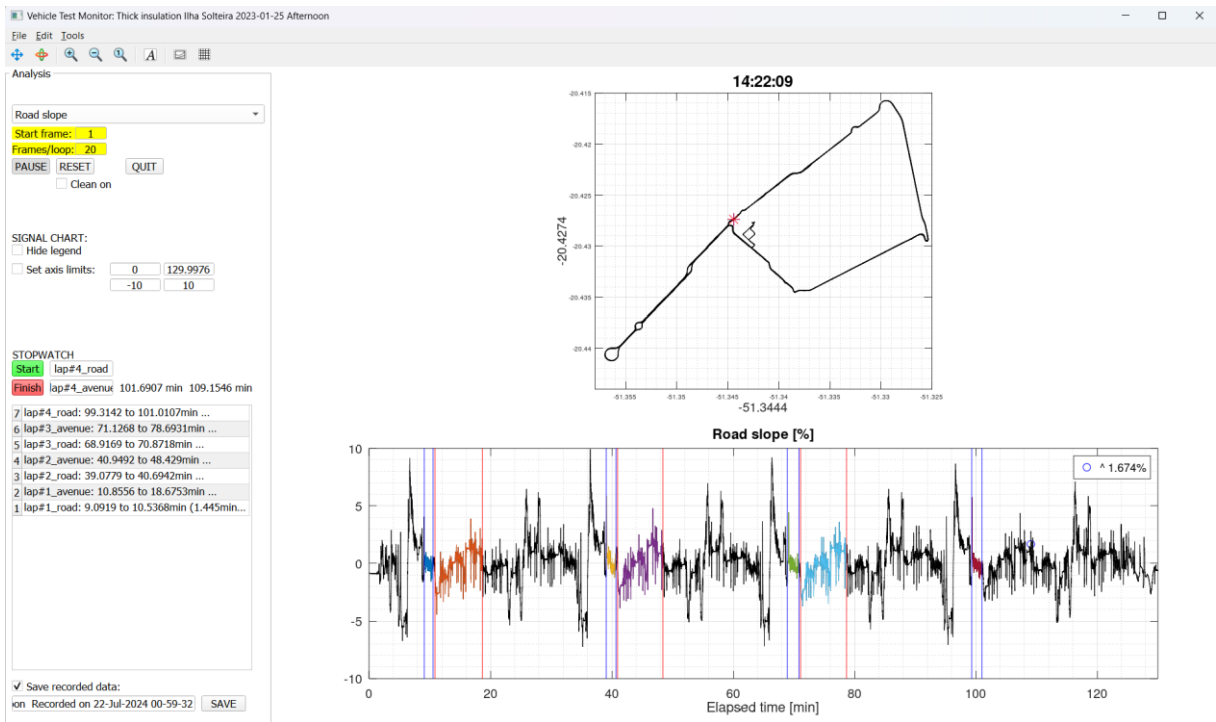 Vehicle Test Monitor: Thick insulation Ilha Solteira 2023-01-25 Afternoon
File Edit Tools
Analysis
Road slope
Start frame: 1
Frames/loop: 20
PAUSE RESET QUIT
Clean on
SIGNAL CHART:
Hide legend
Set axis limits: 0 129.9976
-10 10
STOPWATCH
Start lap#4_road
Finish lap#4_avenue 101.6907 min 109.1546 min
7 lap#4_road: 99.3142 to 101.0107min ...
6 lap#3_avenue: 71.1268 to 78.6931min ...
5 lap#3_road: 68.9169 to 70.8718min ...
4 lap#2_avenue: 40.9492 to 48.429min ...
3 lap#2_road: 39.0779 to 40.6942min ...
2 lap#1_avenue: 10.8556 to 18.6753min ...
1 lap#1_road: 9.0919 to 10.5368min (1.445min...
Save recorded data:
on Recorded on 22-Jul-2024 00-59-32 SAVE
14:22:09
-20.415
-20.42
-20.425
-20.43
-20.435
-20.44
-20.4274
-51.355 -51.35 -51.345 -51.34 -51.335 -51.33 -51.325
-51.3444
Road slope [%]
^ 1.674%
10
5
0
-5
-10
0 20 40 60 80 100 120
Elapsed time [min]